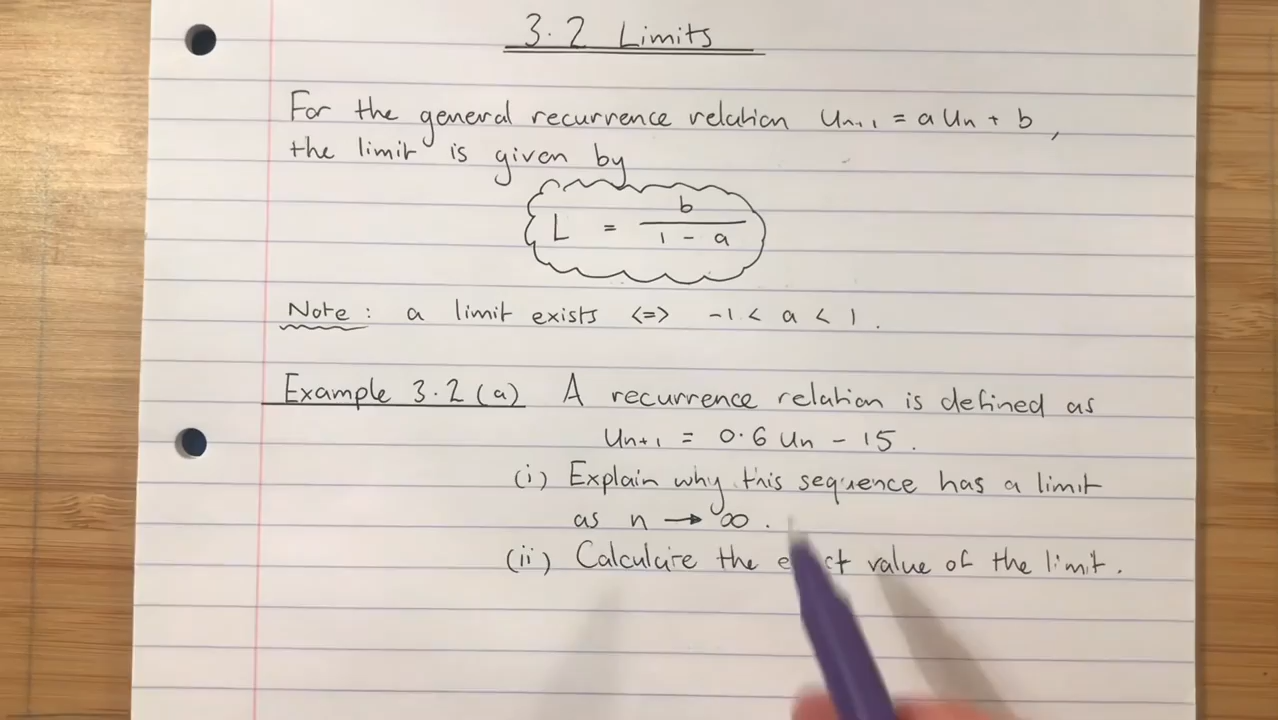 3.2 Limits
For the general recurrence relation Un+1 = a Un + b,
the limit is given by
L = b / 1 - a
Note: a limit exists <=> -1 < a < 1.
Example 3.2 (a) A recurrence relation is defined as
Un+1 = 0.6 Un - 15.
(i) Explain why this sequence has a limit
as n → ∞.
(ii) Calculate the value of the limit.